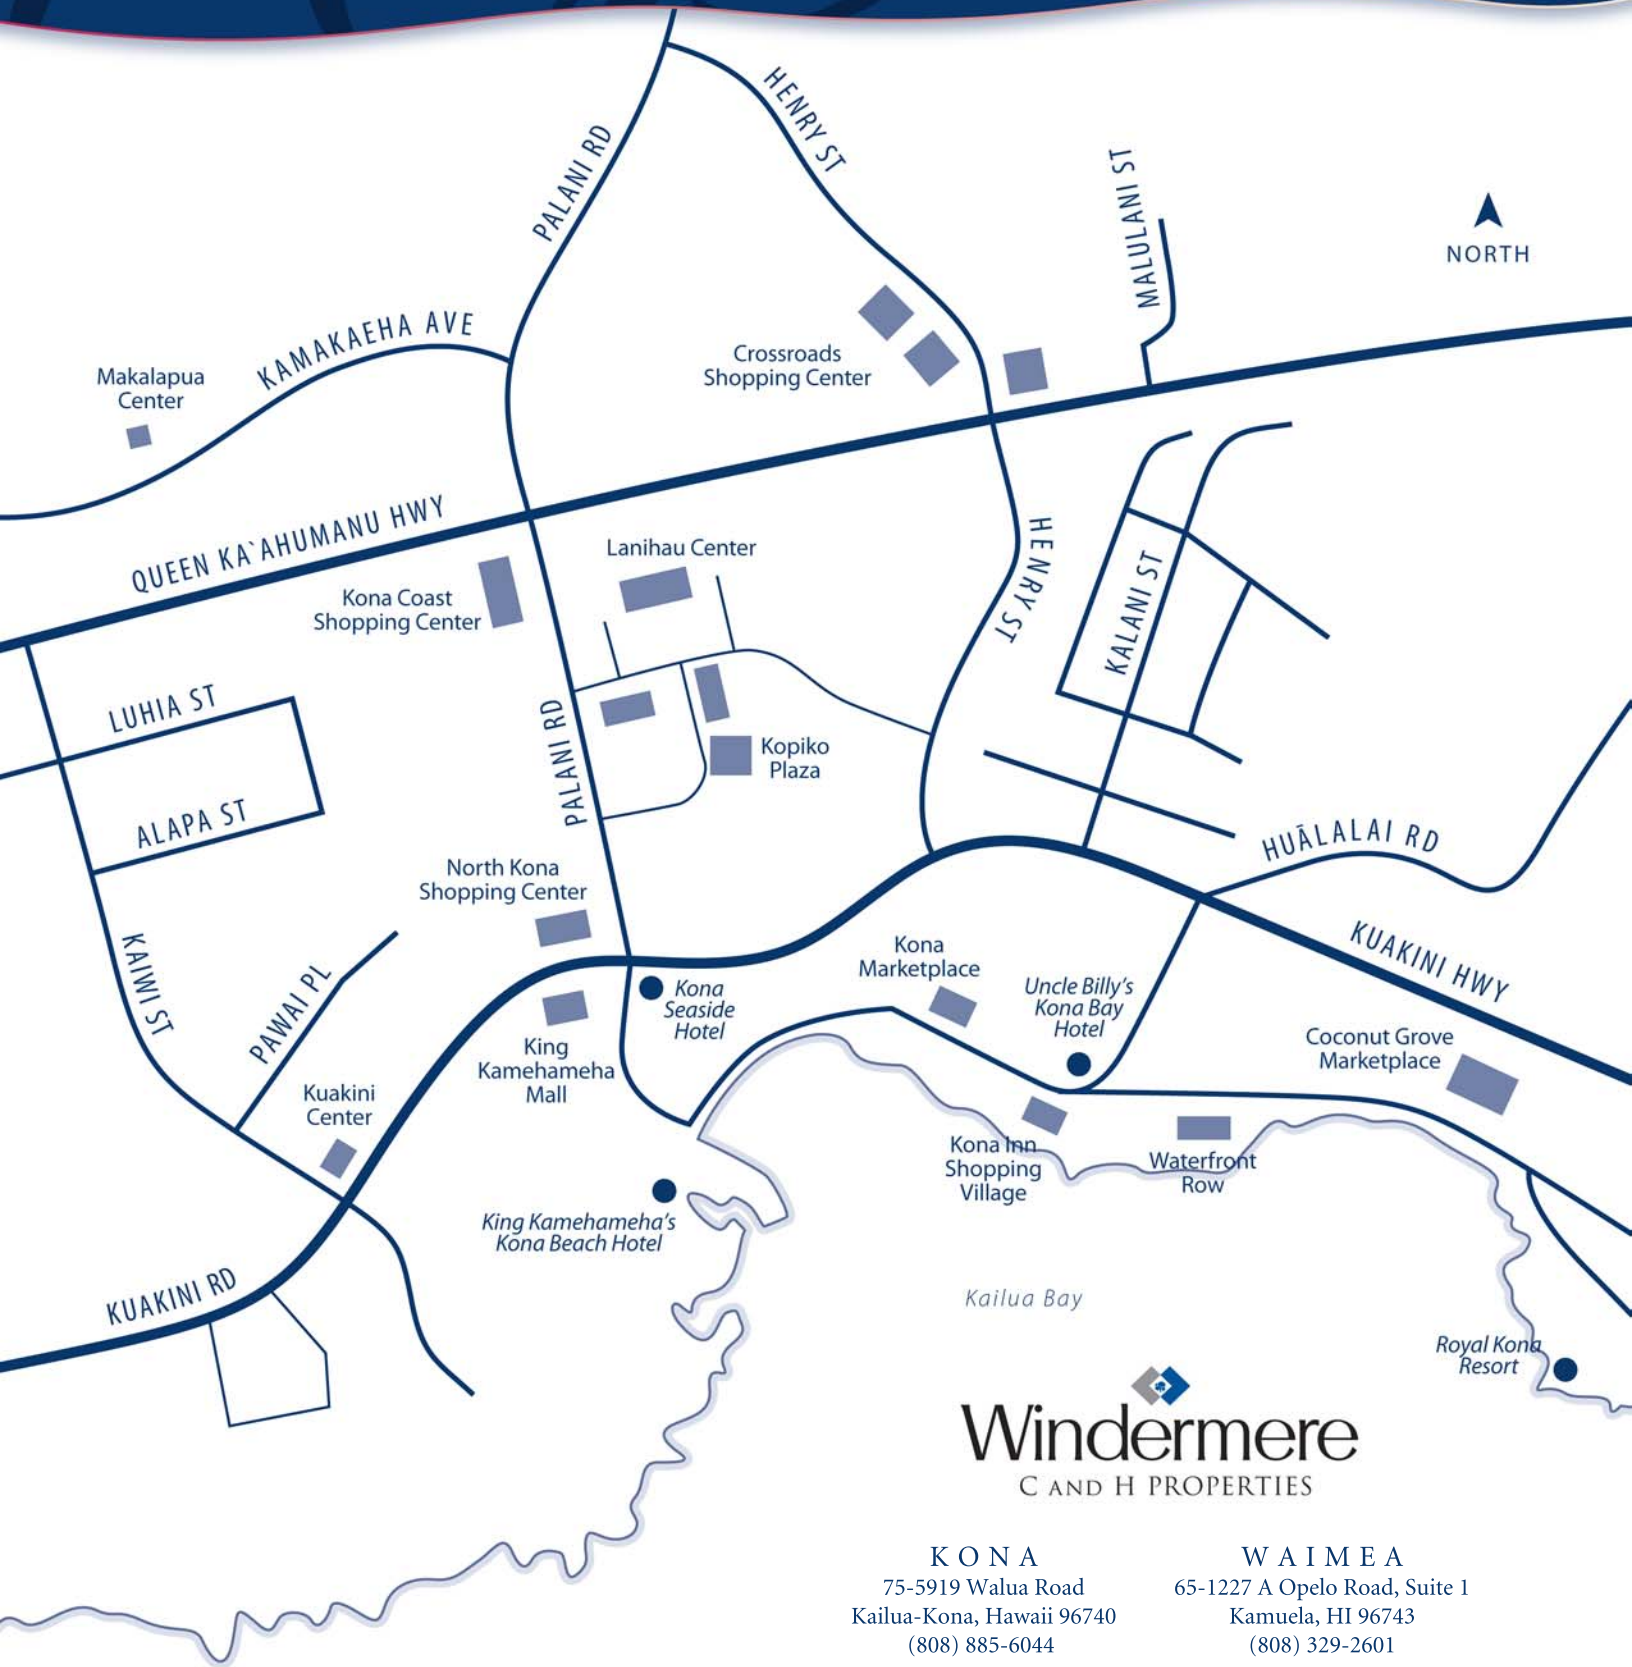 HENRY ST
PALANI RD
MALULANI ST
NORTH
KAMAKAEHA AVE
Makalapua
Center
Crossroads
Shopping Center
QUEEN KA`AHUMANU HWY
Lanihau Center
Kona Coast
Shopping Center
HENRY ST
KALANI ST
LUHIA ST
PALANI RD
Kopiko
Plaza
ALAPA ST
HUĀLALAI RD
North Kona
Shopping Center
KAIWI ST
PAWAI PL
Kona
Marketplace
KUAKINI HWY
Kona
Seaside
Hotel
Uncle Billy's
Kona Bay
Hotel
Coconut Grove
Marketplace
King
Kamehameha
Mall
Kuakini
Center
Kona Inn
Shopping
Village
Waterfront
Row
King Kamehameha's
Kona Beach Hotel
KUAKINI RD
Kailua Bay
Royal Kona
Resort
Windermere
C AND H PROPERTIES
KONA
75-5919 Walua Road
Kailua-Kona, Hawaii 96740
(808) 885-6044
WAIMEA
65-1227 A Opelo Road, Suite 1
Kamuela, HI 96743
(808) 329-2601